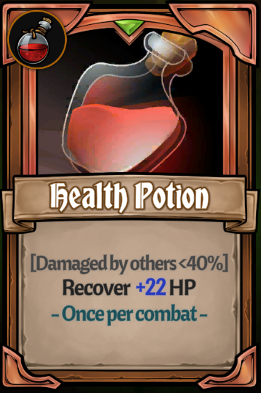 Health Potion
[Damaged by others <40%]
Recover +22 HP
- Once per combat -